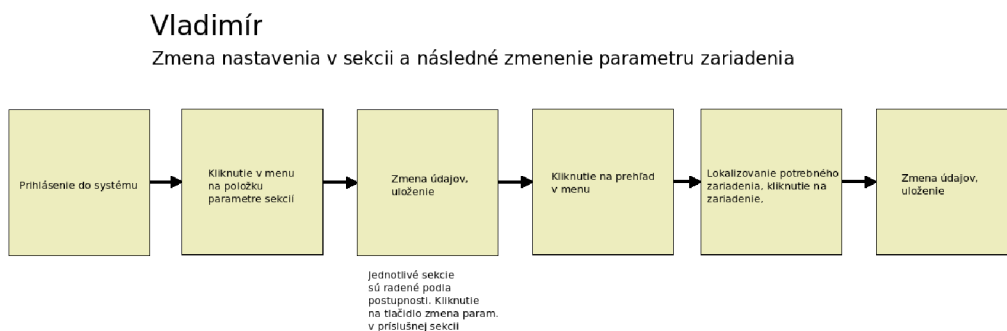 Vladimír
Zmena nastavenia v sekcii a následné zmenenie parametru zariadenia
Prihlásenie do systému
Kliknutie v menu
na položku
parametre sekcií
Zmena údajov,
uloženie
Kliknutie na prehľad
v menu
Lokalizovanie potrebného
zariadenia, kliknutie na
zariadenie.
Zmena údajov,
uloženie
Jednotlivé sekcie
sú radené podla
postupnosti. Kliknutie
na tlačidlo zmena param.
v príslušnej sekcii